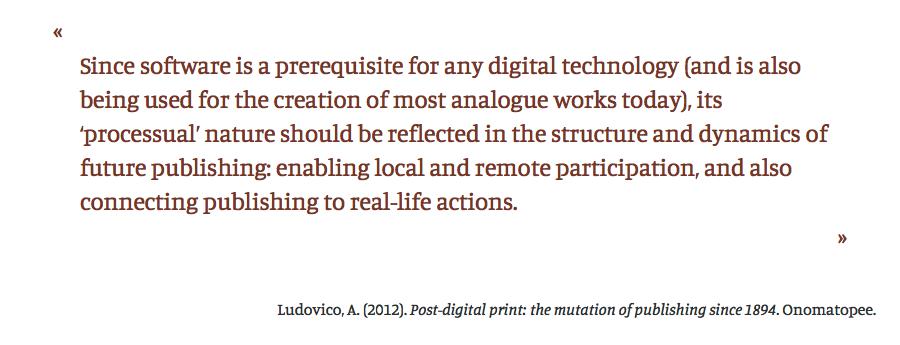 «
Since software is a prerequisite for any digital technology (and is also
being used for the creation of most analogue works today), its
‘processual’ nature should be reflected in the structure and dynamics of
future publishing: enabling local and remote participation, and also
connecting publishing to real-life actions.
»
Ludovico, A. (2012). Post-digital print: the mutation of publishing since 1894. Onomatopee.